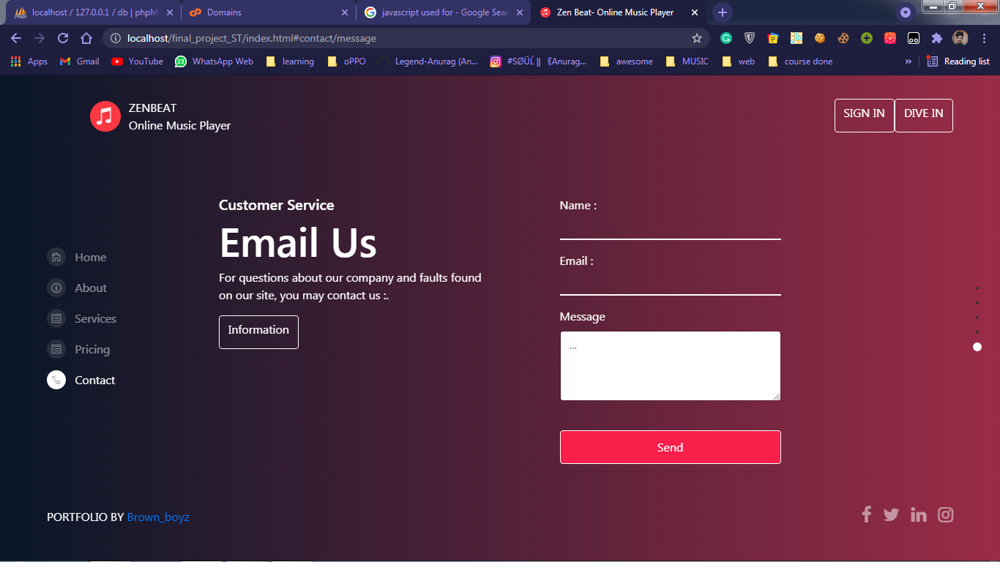 localhost / 127.0.0.1 / db | phpMy
Domains
javascript used for - Google Sear
Zen Beat- Online Music Player
localhost/final_project_ST/index.html#contact/message
Apps
Gmail
YouTube
23
WhatsApp Web
learning
oPPO
Legend-Anurag (An...
#SØÜĹ || 《Anurag...
awesome
MUSIC
web
course done
»
Reading list
ZENBEAT
Online Music Player
SIGN IN
DIVE IN
Customer Service
Email Us
For questions about our company and faults found
on our site, you may contact us :.
Information
Home
About
Services
Pricing
Contact
Name :
Email :
Message
...
Send
PORTFOLIO BY Brown_boyz